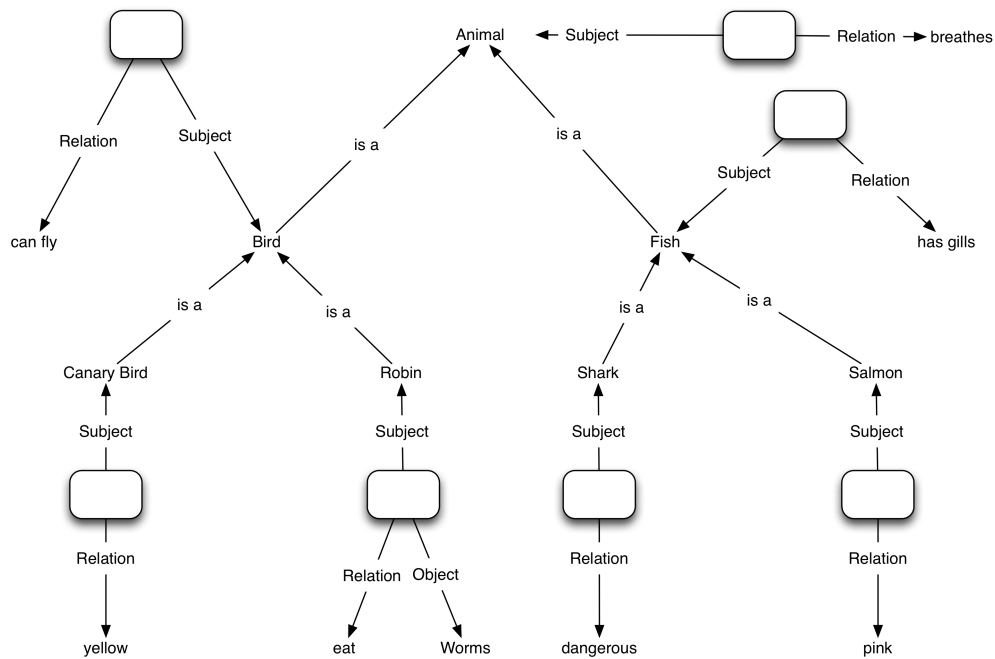 Animal
Subject
Relation
breathes
Relation
Subject
is a
is a
Subject
Relation
can fly
Bird
Fish
has gills
is a
is a
is a
is a
Canary Bird
Robin
Shark
Salmon
Subject
Subject
Subject
Subject
Relation
Relation
Object
Relation
Relation
yellow
eat
Worms
dangerous
pink